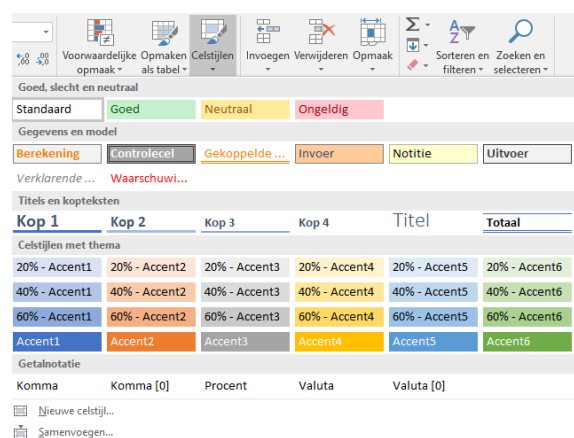 Σ
A
Z
,00 ,00
,00 ,0
Voorwaardelijke Opmaken Celstijlen Invoegen Verwijderen Opmaak Sorteren en Zoeken en
opmaak als tabel filteren selecteren
Goed, slecht en neutraal
Standaard Goed Neutraal Ongeldig
Gegevens en model
Berekening Controlecel Gekoppelde ... Invoer Notitie Uitvoer
Verklarende ... Waarschuwi...
Titels en kopteksten
Kop 1 Kop 2 Kop 3 Kop 4 Titel Totaal
Celstijlen met thema
20% - Accent1 20% - Accent2 20% - Accent3 20% - Accent4 20% - Accent5 20% - Accent6
40% - Accent1 40% - Accent2 40% - Accent3 40% - Accent4 40% - Accent5 40% - Accent6
60% - Accent1 60% - Accent2 60% - Accent3 60% - Accent4 60% - Accent5 60% - Accent6
Accent1 Accent2 Accent3 Accent4 Accent5 Accent6
Getalnotatie
Komma Komma [0] Procent Valuta Valuta [0]
Nieuwe celstijl...
Samenvoegen...